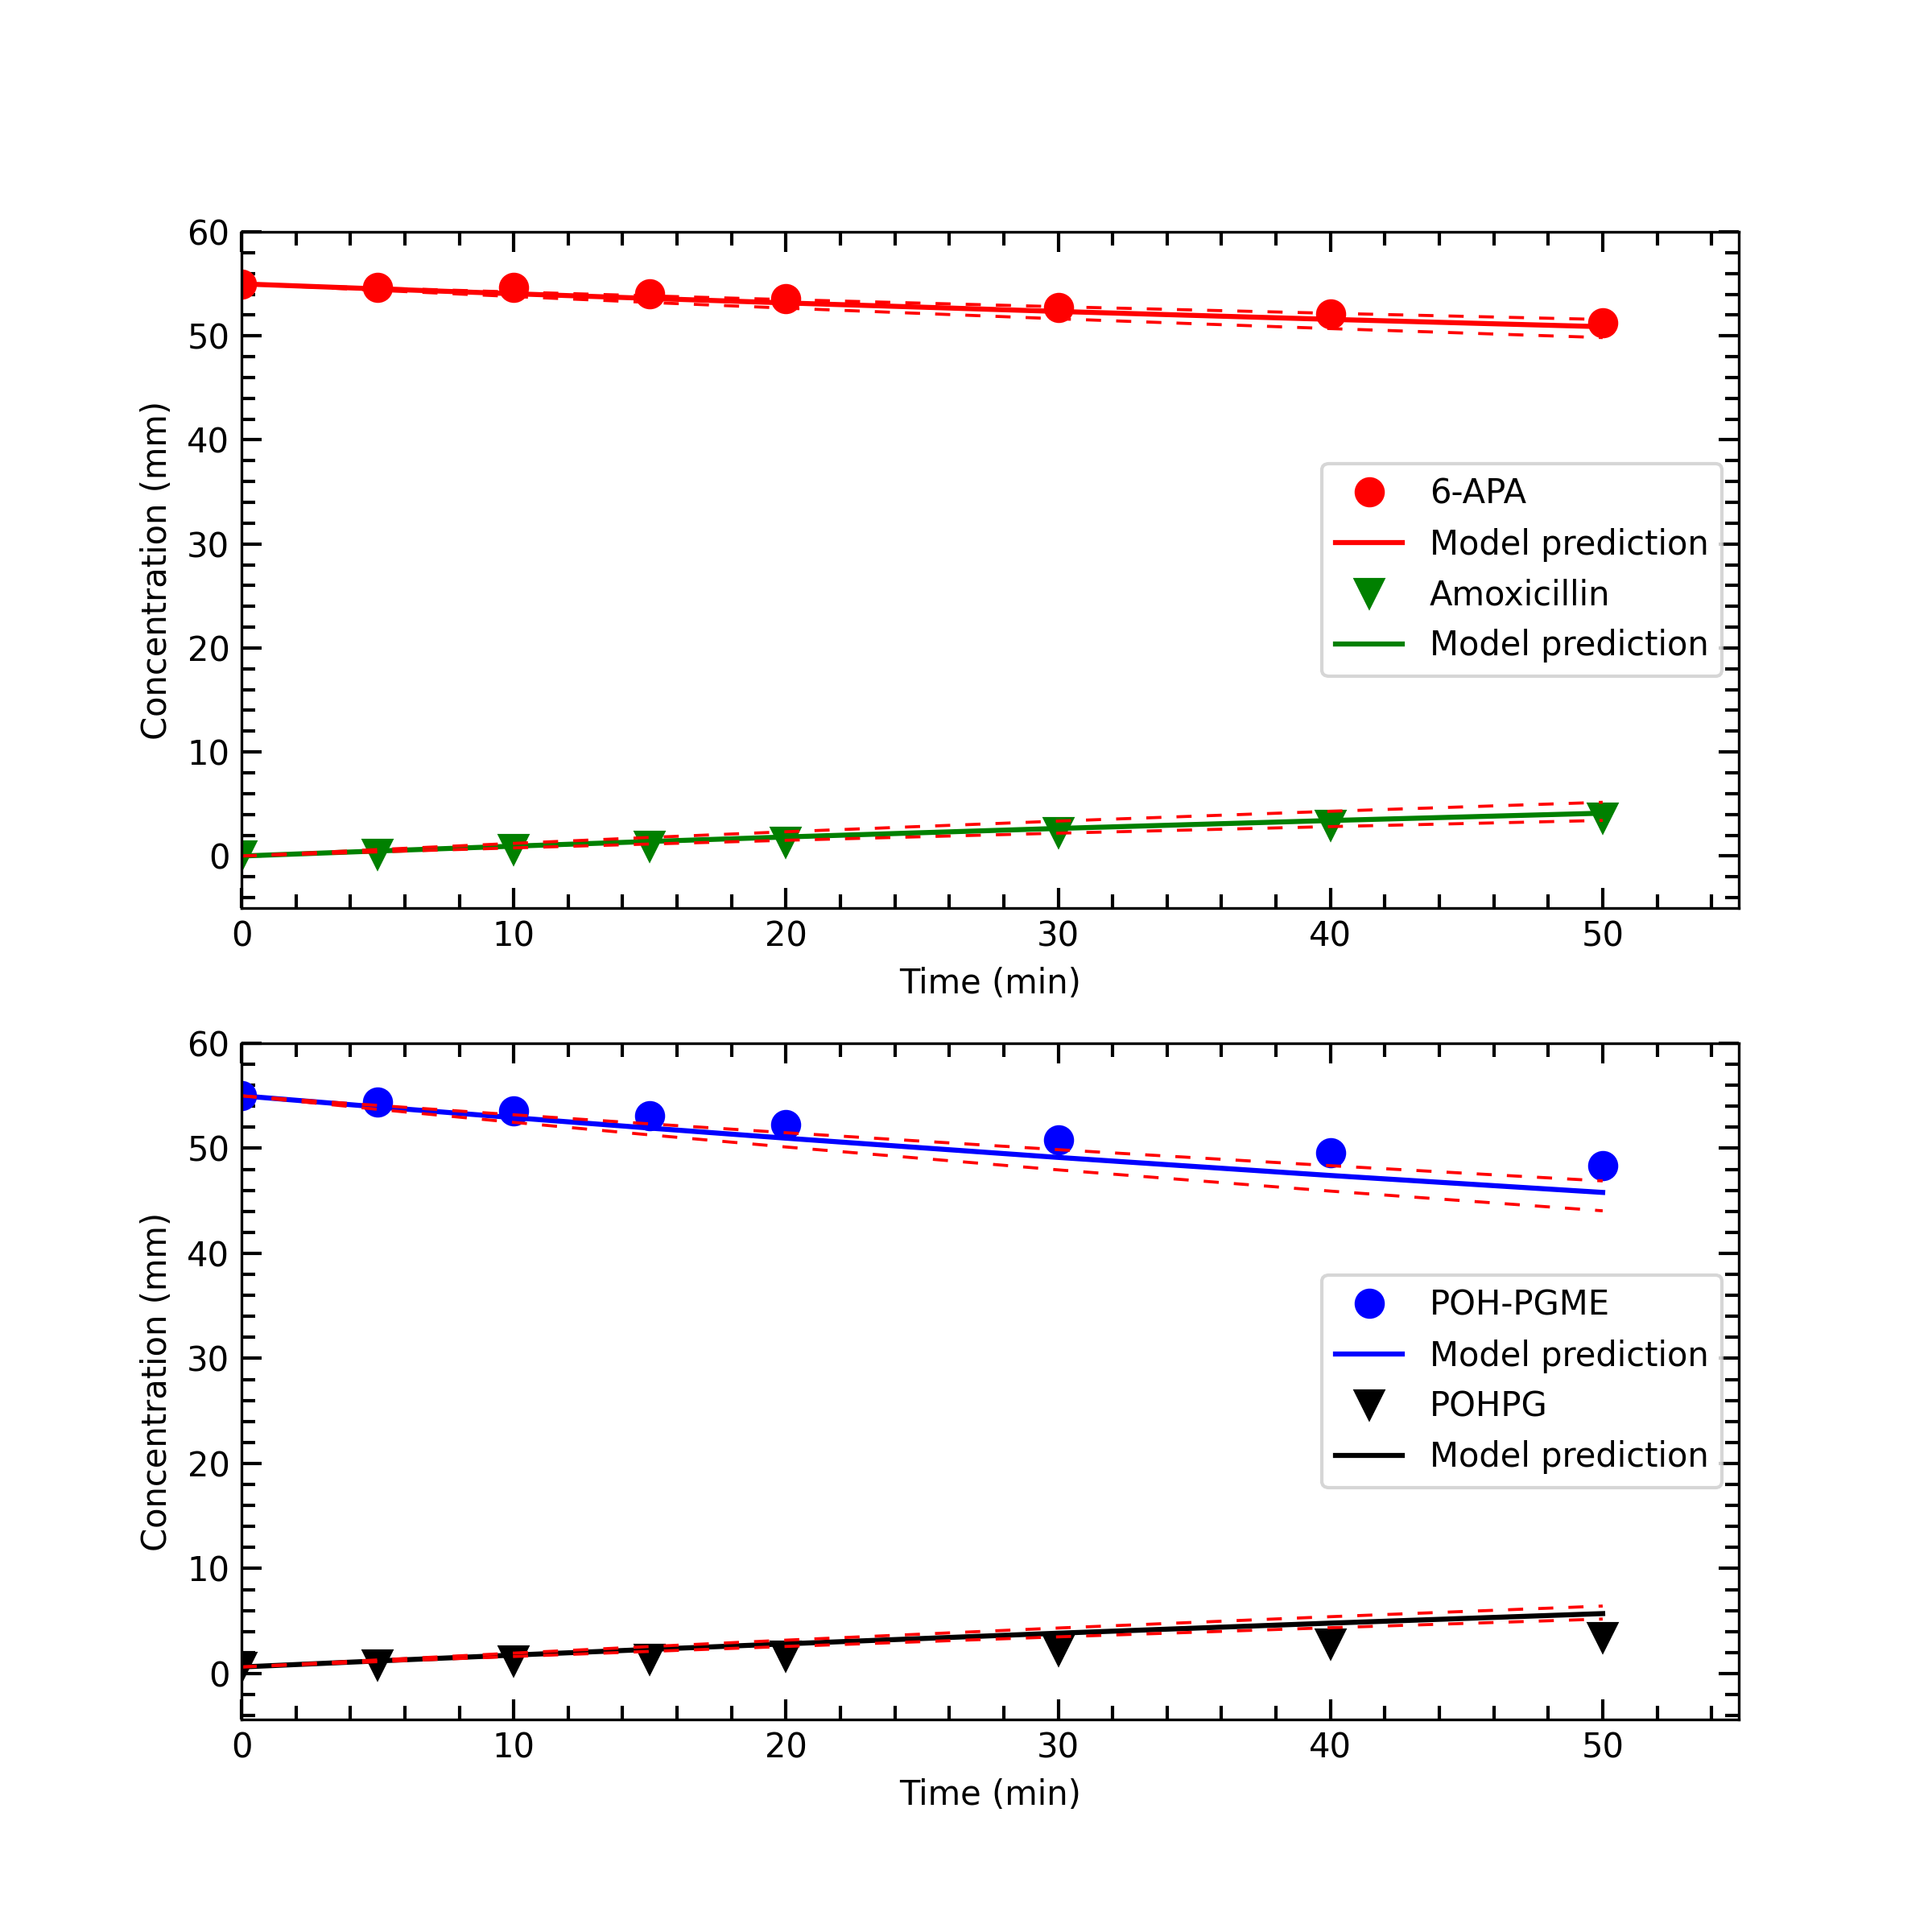 60
50
40
30
20
10
0
Concentration (mm)
6-APA
Model prediction
Amoxicillin
Model prediction
0 10 20 30 40 50
Time (min)
60
50
40
30
20
10
0
Concentration (mm)
POH-PGME
Model prediction
POHPG
Model prediction
0 10 20 30 40 50
Time (min)